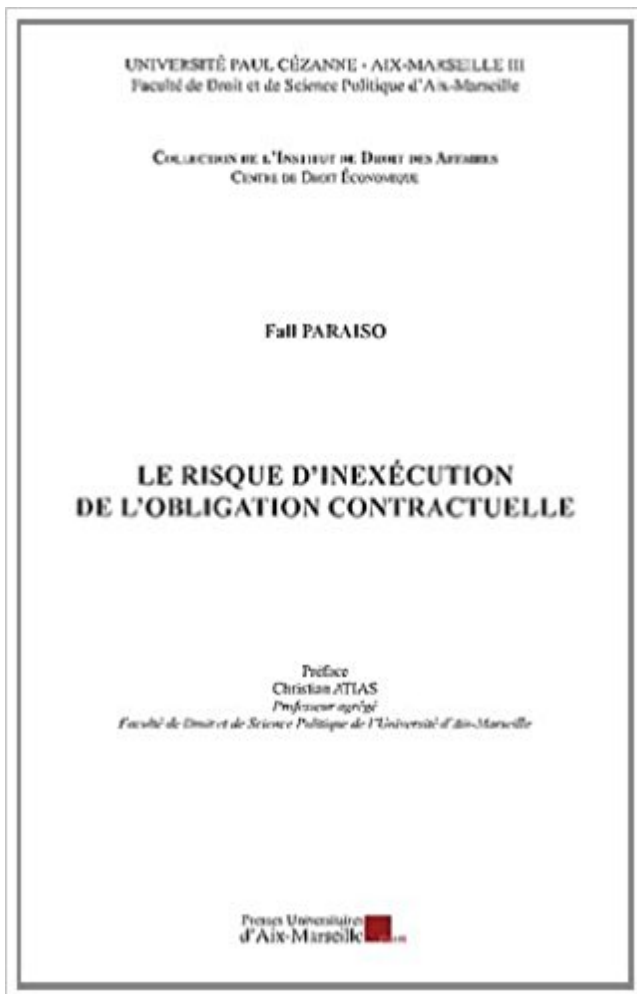 UNIVERSITÉ PAUL CÉZANNE - AIX-MARSEILLE III
Faculté de Droit et de Science Politique d'Aix-Marseille
COLLECTION DE L'INSTITUT DE DROIT DES AFFAIRES
CENTRE DE DROIT ÉCONOMIQUE
Fall PARAISO
LE RISQUE D'INEXÉCUTION
DE L'OBLIGATION CONTRACTUELLE
Préface
Christian ATIAS
Professeur agrégé
Faculté de Droit et de Science Politique de l'Université d'Aix-Marseille
Presses Universitaires
d'Aix-Marseille